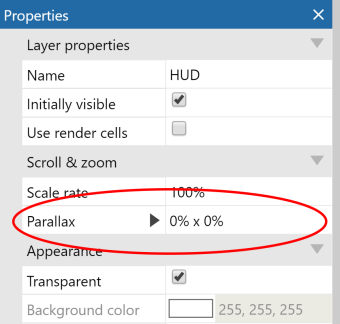 Properties
Layer properties
Name HUD
Initially visible
Use render cells
Scroll & zoom
Scale rate 100%
Parallax 0% x 0%
Appearance
Transparent
Background color 255, 255, 255